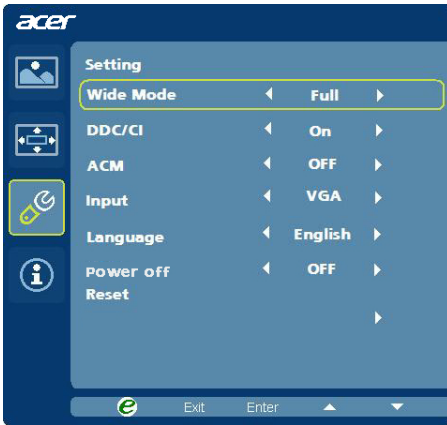 acer
Setting
Wide Mode Full
DDC/CI On
ACM OFF
Input VGA
Language English
Power off OFF
Reset
e Exit Enter